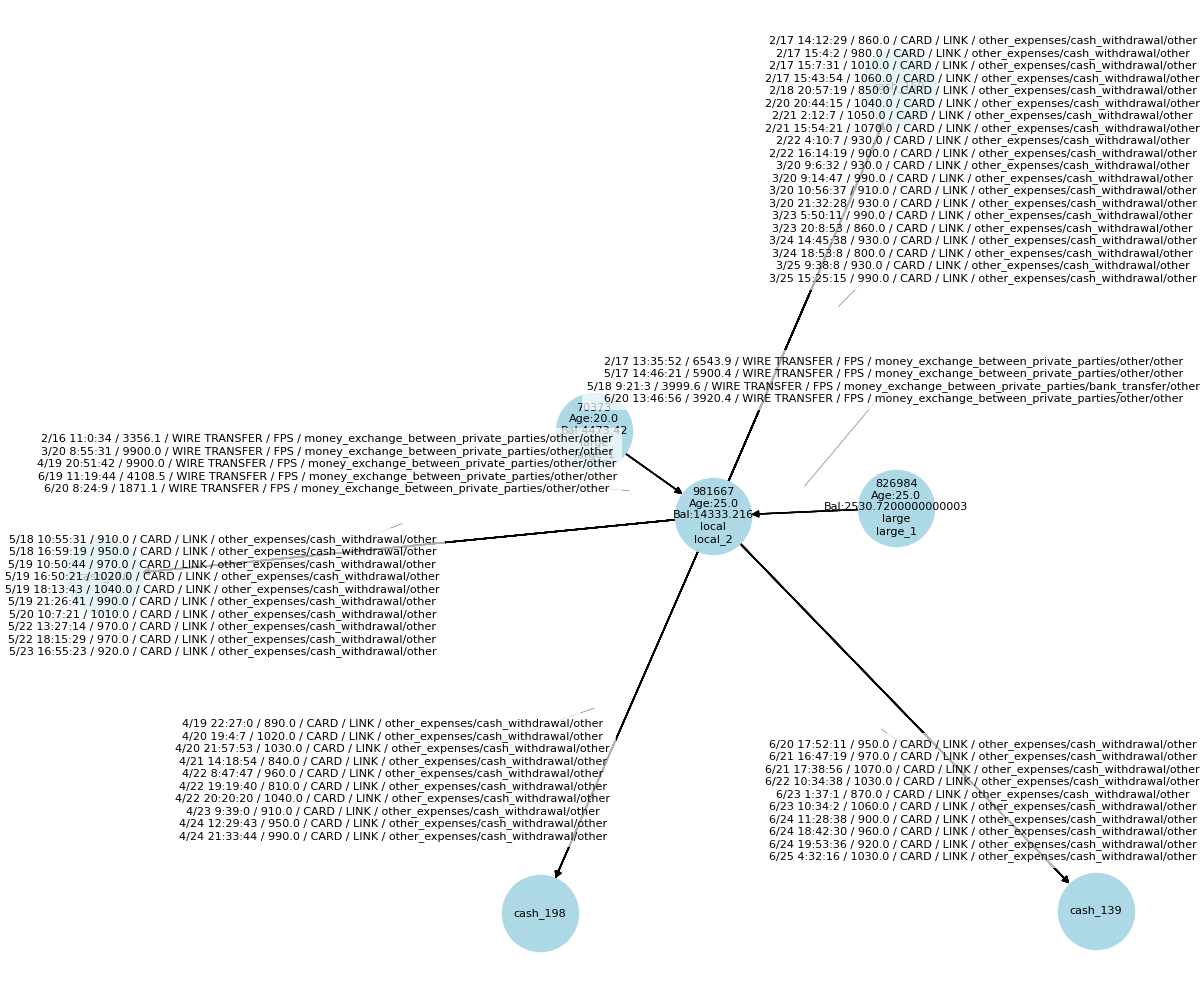 2/17 14:12:29 / 860.0 / CARD / LINK / other_expenses/cash_withdrawal/other
2/17 15:4:2 / 980.0 / CARD / LINK / other_expenses/cash_withdrawal/other
2/17 15:7:31 / 1010.0 / CARD / LINK / other_expenses/cash_withdrawal/other
2/17 15:43:54 / 1060.0 / CARD / LINK / other_expenses/cash_withdrawal/other
2/18 20:57:19 / 850.0 / CARD / LINK / other_expenses/cash_withdrawal/other
2/20 20:44:15 / 1040.0 / CARD / LINK / other_expenses/cash_withdrawal/other
2/21 2:12:7 / 1050.0 / CARD / LINK / other_expenses/cash_withdrawal/other
2/21 15:54:21 / 1070.0 / CARD / LINK / other_expenses/cash_withdrawal/other
2/22 4:10:7 / 930.0 / CARD / LINK / other_expenses/cash_withdrawal/other
2/22 16:14:19 / 900.0 / CARD / LINK / other_expenses/cash_withdrawal/other
3/20 9:6:32 / 930.0 / CARD / LINK / other_expenses/cash_withdrawal/other
3/20 9:14:47 / 990.0 / CARD / LINK / other_expenses/cash_withdrawal/other
3/20 10:56:37 / 910.0 / CARD / LINK / other_expenses/cash_withdrawal/other
3/20 21:32:28 / 930.0 / CARD / LINK / other_expenses/cash_withdrawal/other
3/23 5:50:11 / 990.0 / CARD / LINK / other_expenses/cash_withdrawal/other
3/23 20:8:53 / 860.0 / CARD / LINK / other_expenses/cash_withdrawal/other
3/24 14:45:38 / 930.0 / CARD / LINK / other_expenses/cash_withdrawal/other
3/24 18:53:8 / 800.0 / CARD / LINK / other_expenses/cash_withdrawal/other
3/25 9:38:8 / 930.0 / CARD / LINK / other_expenses/cash_withdrawal/other
3/25 15:25:15 / 990.0 / CARD / LINK / other_expenses/cash_withdrawal/other
2/17 13:35:52 / 6543.9 / WIRE TRANSFER / FPS / money_exchange_between_private_parties/other/other
5/17 14:46:21 / 5900.4 / WIRE TRANSFER / FPS / money_exchange_between_private_parties/other/other
5/18 9:21:3 / 3999.6 / WIRE TRANSFER / FPS / money_exchange_between_private_parties/bank_transfer/other
6/20 13:46:56 / 3920.4 / WIRE TRANSFER / FPS / money_exchange_between_private_parties/other/other
70373
Age:20.0
Bal:4473.42
2/16 11:0:34 / 3356.1 / WIRE TRANSFER / FPS / money_exchange_between_private_parties/other/other
3/20 8:55:31 / 9900.0 / WIRE TRANSFER / FPS / money_exchange_between_private_parties/other/other
4/19 20:51:42 / 9900.0 / WIRE TRANSFER / FPS / money_exchange_between_private_parties/other/other
6/19 11:19:44 / 4108.5 / WIRE TRANSFER / FPS / money_exchange_between_private_parties/other/other
6/20 8:24:9 / 1871.1 / WIRE TRANSFER / FPS / money_exchange_between_private_parties/other/other
981667
Age:25.0
Bal:14333.216
local
local_2
826984
Age:25.0
Bal:2530.7200000000003
large
large_1
5/18 10:55:31 / 910.0 / CARD / LINK / other_expenses/cash_withdrawal/other
5/18 16:59:19 / 950.0 / CARD / LINK / other_expenses/cash_withdrawal/other
5/19 10:50:44 / 970.0 / CARD / LINK / other_expenses/cash_withdrawal/other
5/19 16:50:21 / 1020.0 / CARD / LINK / other_expenses/cash_withdrawal/other
5/19 18:13:43 / 1040.0 / CARD / LINK / other_expenses/cash_withdrawal/other
5/19 21:26:41 / 990.0 / CARD / LINK / other_expenses/cash_withdrawal/other
5/20 10:7:21 / 1010.0 / CARD / LINK / other_expenses/cash_withdrawal/other
5/22 13:27:14 / 970.0 / CARD / LINK / other_expenses/cash_withdrawal/other
5/22 18:15:29 / 970.0 / CARD / LINK / other_expenses/cash_withdrawal/other
5/23 16:55:23 / 920.0 / CARD / LINK / other_expenses/cash_withdrawal/other
4/19 22:27:0 / 890.0 / CARD / LINK / other_expenses/cash_withdrawal/other
4/20 19:4:7 / 1020.0 / CARD / LINK / other_expenses/cash_withdrawal/other
4/20 21:57:53 / 1030.0 / CARD / LINK / other_expenses/cash_withdrawal/other
4/21 14:18:54 / 840.0 / CARD / LINK / other_expenses/cash_withdrawal/other
4/22 8:47:47 / 960.0 / CARD / LINK / other_expenses/cash_withdrawal/other
4/22 19:19:40 / 810.0 / CARD / LINK / other_expenses/cash_withdrawal/other
4/22 20:20:20 / 1040.0 / CARD / LINK / other_expenses/cash_withdrawal/other
4/23 9:39:0 / 910.0 / CARD / LINK / other_expenses/cash_withdrawal/other
4/24 12:29:43 / 950.0 / CARD / LINK / other_expenses/cash_withdrawal/other
4/24 21:33:44 / 990.0 / CARD / LINK / other_expenses/cash_withdrawal/other
6/20 17:52:11 / 950.0 / CARD / LINK / other_expenses/cash_withdrawal/other
6/21 16:47:19 / 970.0 / CARD / LINK / other_expenses/cash_withdrawal/other
6/21 17:38:56 / 1070.0 / CARD / LINK / other_expenses/cash_withdrawal/other
6/22 10:34:38 / 1030.0 / CARD / LINK / other_expenses/cash_withdrawal/other
6/23 1:37:1 / 870.0 / CARD / LINK / other_expenses/cash_withdrawal/other
6/23 10:34:2 / 1060.0 / CARD / LINK / other_expenses/cash_withdrawal/other
6/24 11:28:38 / 900.0 / CARD / LINK / other_expenses/cash_withdrawal/other
6/24 18:42:30 / 960.0 / CARD / LINK / other_expenses/cash_withdrawal/other
6/24 19:53:36 / 920.0 / CARD / LINK / other_expenses/cash_withdrawal/other
6/25 4:32:16 / 1030.0 / CARD / LINK / other_expenses/cash_withdrawal/other
cash_198
cash_139